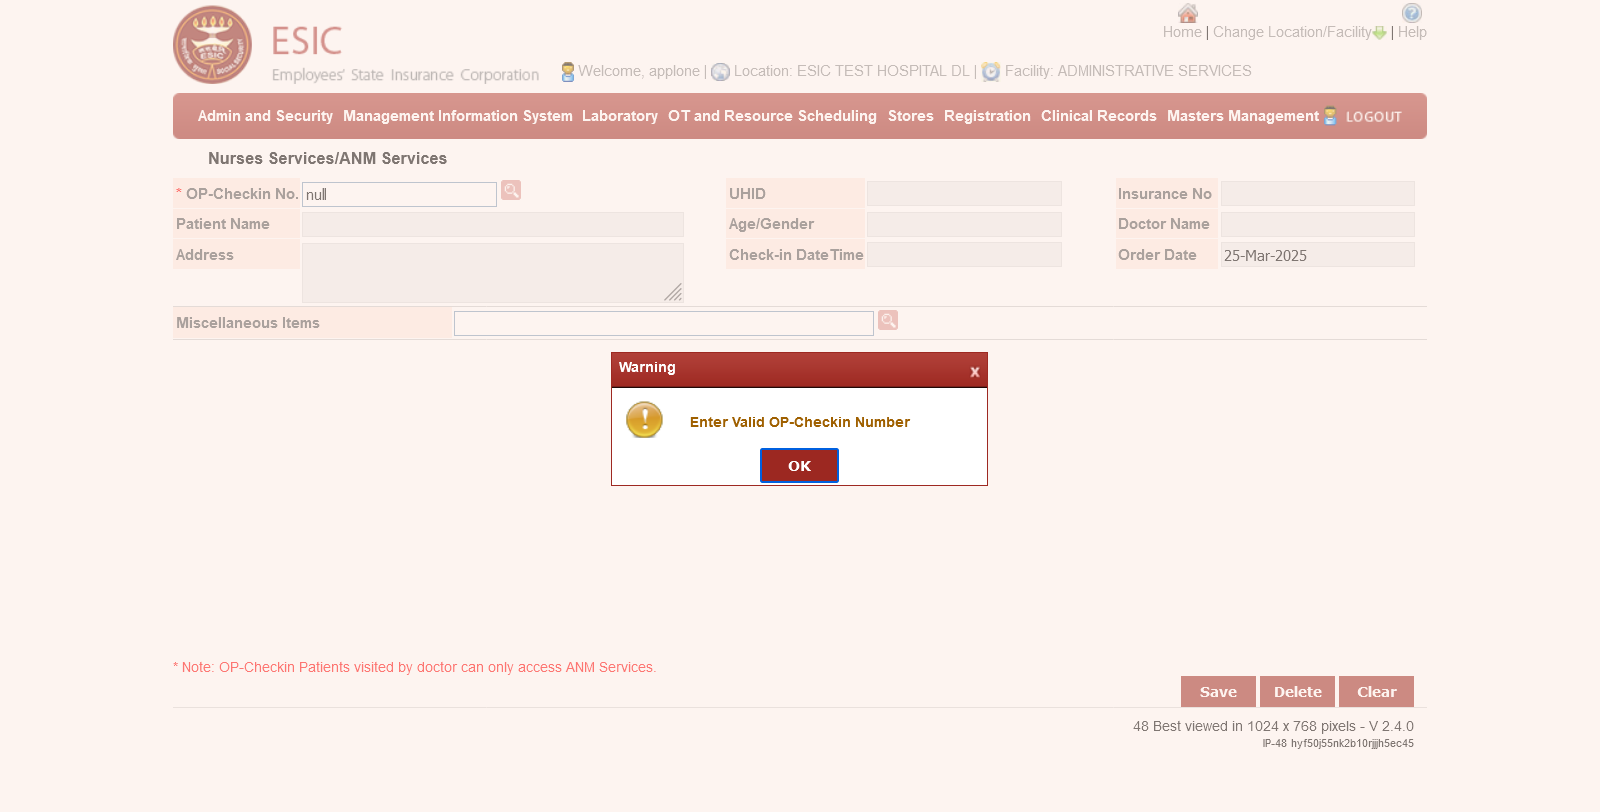 ESIC
Employees' State Insurance Corporation
Home | Change Location/Facility | Help
Welcome, applone | Location: ESIC TEST HOSPITAL DL | Facility: ADMINISTRATIVE SERVICES
Admin and Security Management Information System Laboratory OT and Resource Scheduling Stores Registration Clinical Records Masters Management LOGOUT
Nurses Services/ANM Services
* OP-Checkin No. null UHID Insurance No
Patient Name Age/Gender Doctor Name
Address Check-in DateTime Order Date 25-Mar-2025
Miscellaneous Items
Warning x
Enter Valid OP-Checkin Number
OK
* Note: OP-Checkin Patients visited by doctor can only access ANM Services.
Save Delete Clear
48 Best viewed in 1024 x 768 pixels - V 2.4.0
IP-48 hyf50j55nk2b10rjjjh5ec45